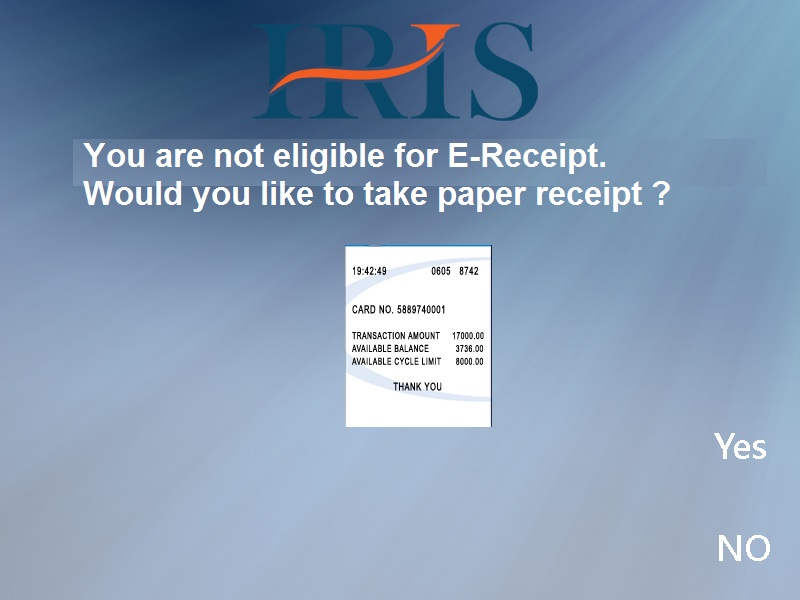 IRIS
You are not eligible for E-Receipt.
Would you like to take paper receipt ?
19:42:49 0605 8742
CARD NO. 5889740001
TRANSACTION AMOUNT 17000.00
AVAILABLE BALANCE 3736.00
AVAILABLE CYCLE LIMIT 8000.00
THANK YOU
Yes
NO